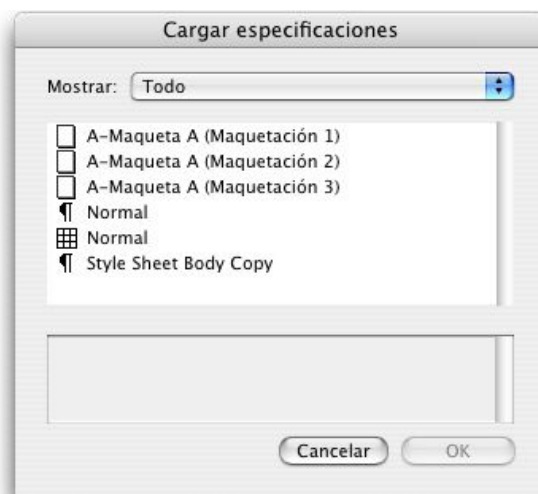 Cargar especificaciones
Mostrar: Todo
A-Maqueta A (Maquetación 1)
A-Maqueta A (Maquetación 2)
A-Maqueta A (Maquetación 3)
¶ Normal
Normal
¶ Style Sheet Body Copy
Cancelar OK